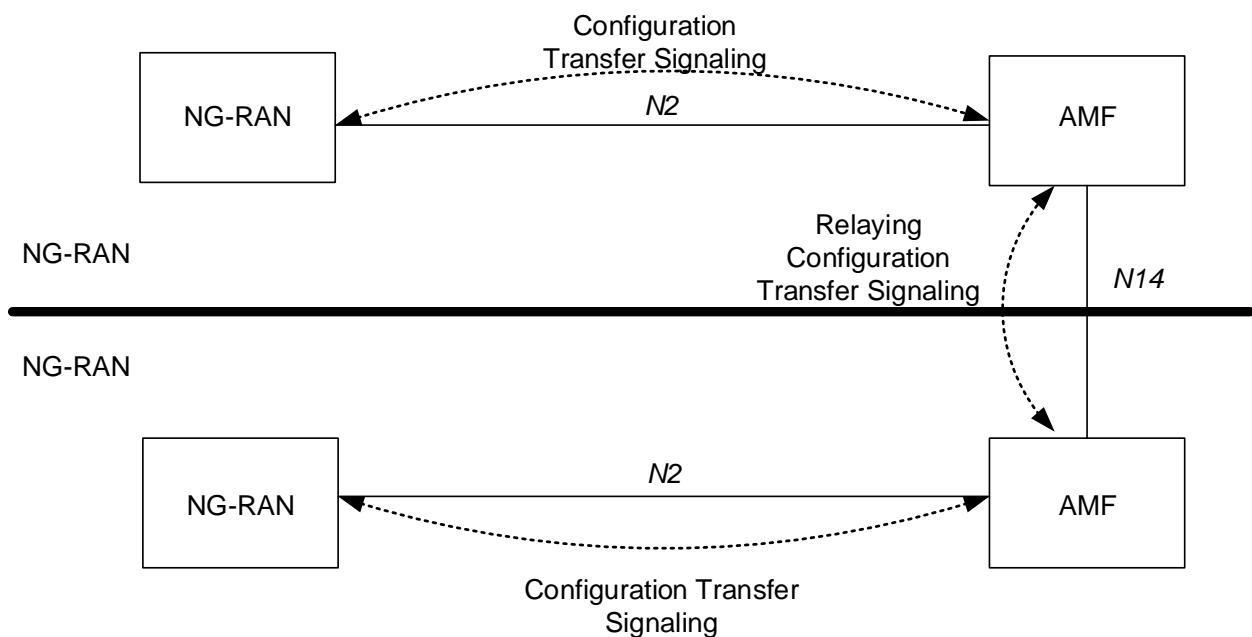 Configuration
Transfer Signaling
NG-RAN
N2
AMF
NG-RAN
Relaying
Configuration
Transfer Signaling
N14
NG-RAN
NG-RAN
N2
AMF
Configuration Transfer
Signaling